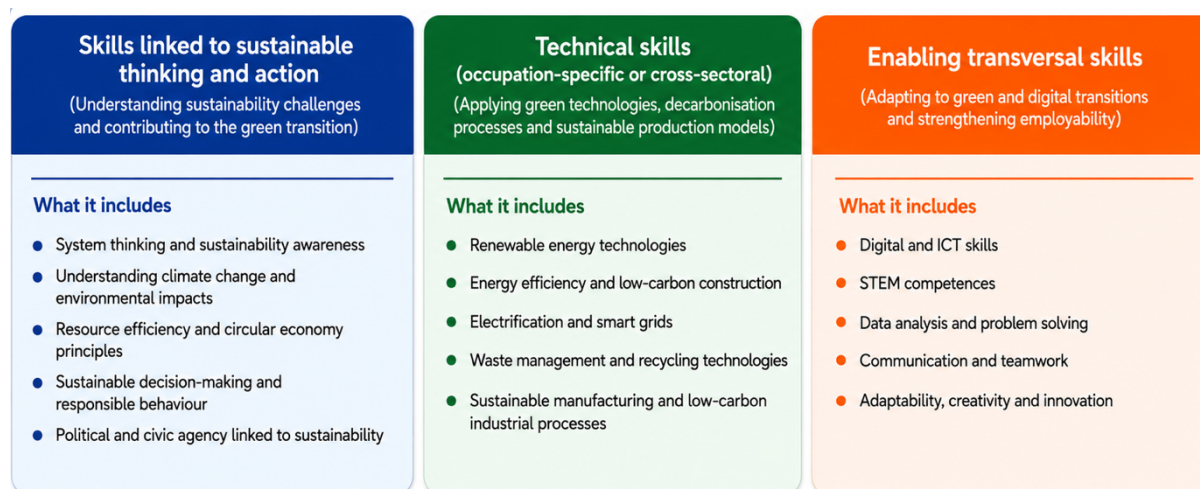 Skills linked to sustainable
thinking and action
(Understanding sustainability challenges
and contributing to the green transition)
What it includes
System thinking and sustainability awareness
Understanding climate change and
environmental impacts
Resource efficiency and circular economy
principles
Sustainable decision-making and
responsible behaviour
Political and civic agency linked to sustainability
Technical skills
(occupation-specific or cross-sectoral)
(Applying green technologies, decarbonisation
processes and sustainable production models)
What it includes
Renewable energy technologies
Energy efficiency and low-carbon construction
Electrification and smart grids
Waste management and recycling technologies
Sustainable manufacturing and low-carbon
industrial processes
Enabling transversal skills
(Adapting to green and digital transitions
and strengthening employability)
What it includes
Digital and ICT skills
STEM competences
Data analysis and problem solving
Communication and teamwork
Adaptability, creativity and innovation